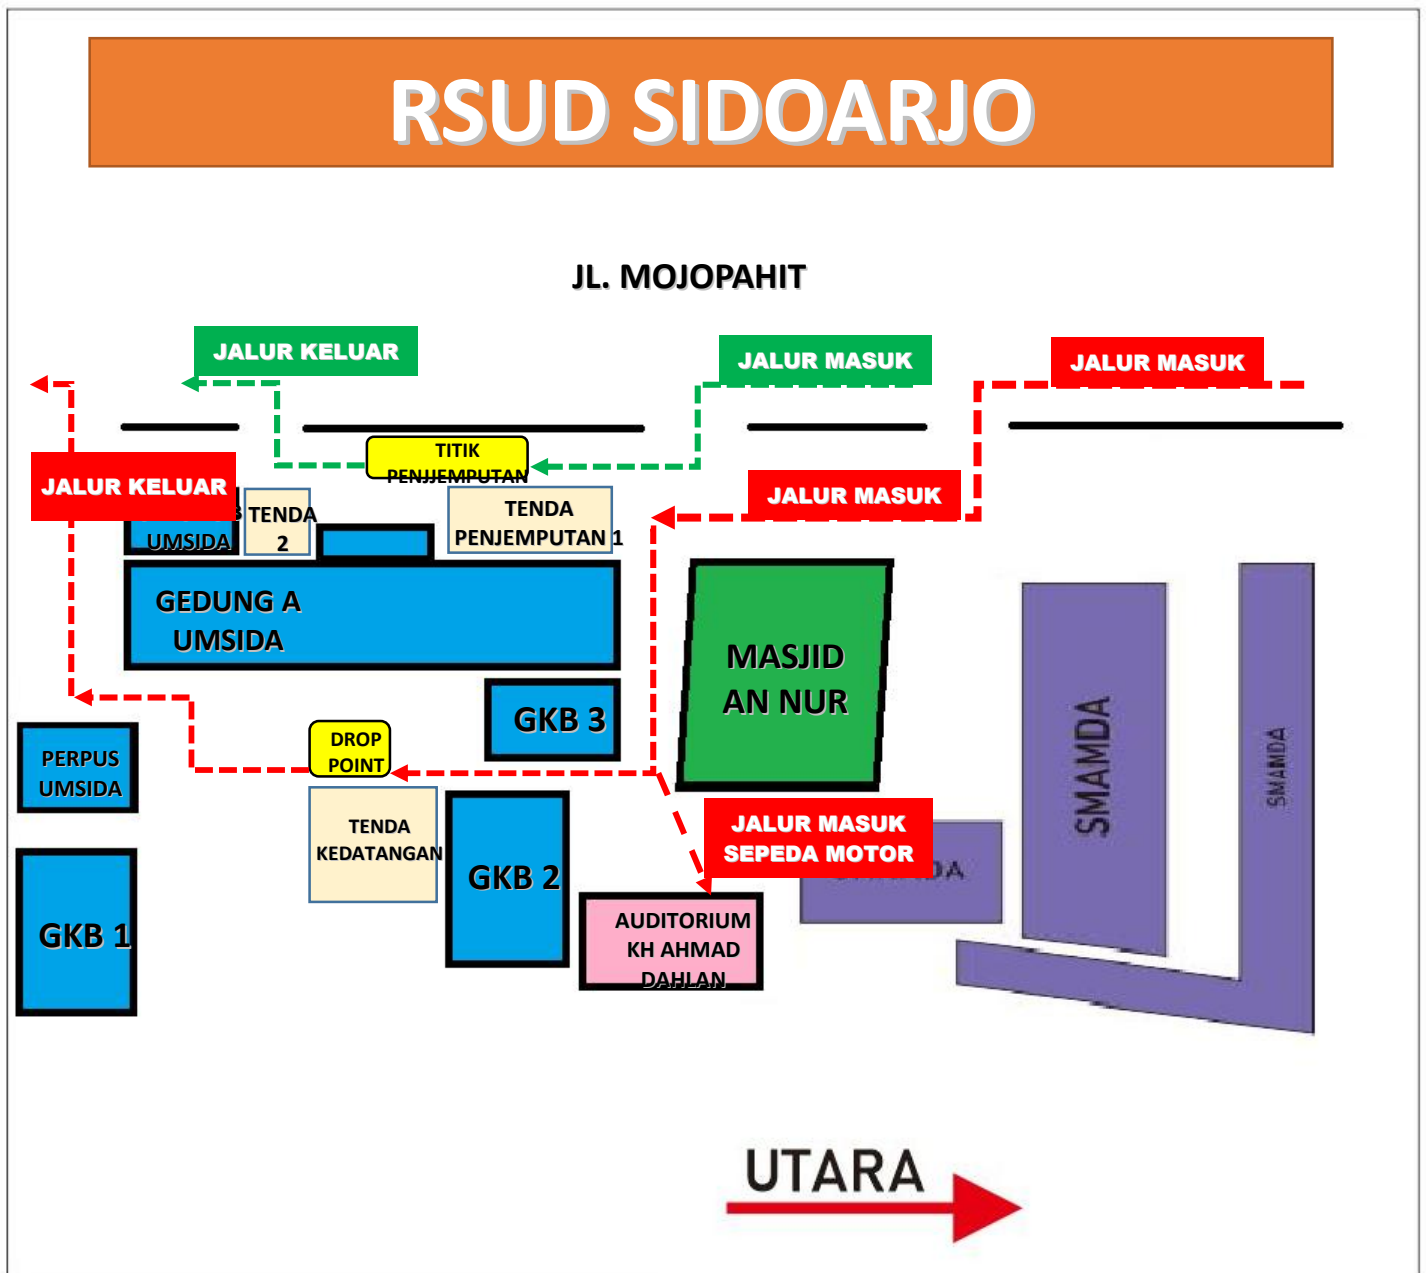 RSUD SIDOARJO
JL. MOJOPAHIT
JALUR KELUAR
JALUR MASUK
JALUR MASUK
TITIK
PENJJEMPUTAN
JALUR KELUAR
JALUR MASUK
UMSIDA
TENDA
2
TENDA
PENJEMPUTAN 1
GEDUNG A
UMSIDA
MASJID
AN NUR
GKB 3
DROP
POINT
PERPUS
UMSIDA
SMAMDA
SMAMDA
TENDA
KEDATANGAN
GKB 2
JALUR MASUK
SEPEDA MOTOR
GKB 1
AUDITORIUM
KH AHMAD
DAHLAN
UTARA